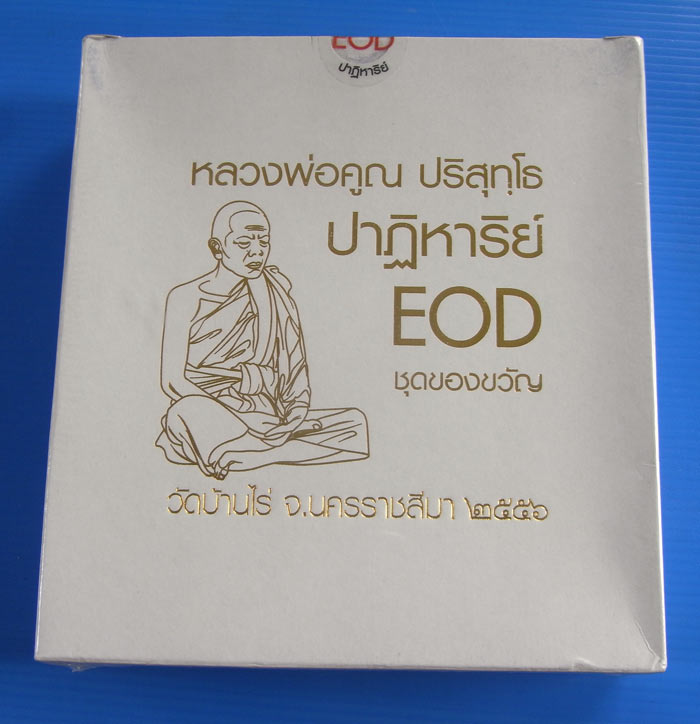 EOD
ปาฏิหาริย์
หลวงพ่อคูณ ปริสุทฺโธ
ปาฏิหาริย์
EOD
ชุดของขวัญ
วัดบ้านไร่ จ.นครราชสีมา ๒๕๕๖